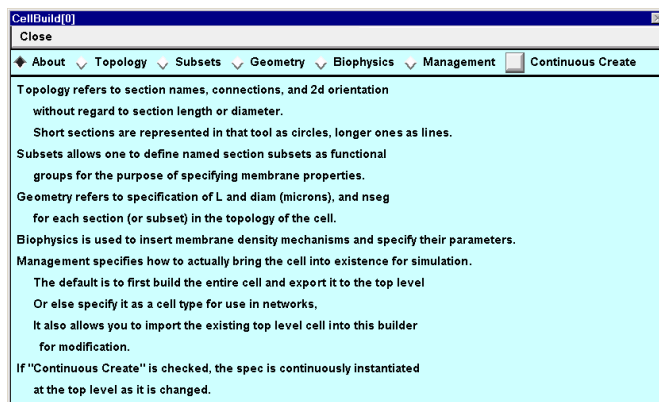 CellBuild[0]
Close
About Topology Subsets Geometry Biophysics Management Continuous Create
Topology refers to section names, connections, and 2d orientation
without regard to section length or diameter.
Short sections are represented in that tool as circles, longer ones as lines.
Subsets allows one to define named section subsets as functional
groups for the purpose of specifying membrane properties.
Geometry refers to specification of L and diam (microns), and nseg
for each section (or subset) in the topology of the cell.
Biophysics is used to insert membrane density mechanisms and specify their parameters.
Management specifies how to actually bring the cell into existence for simulation.
The default is to first build the entire cell and export it to the top level
Or else specify it as a cell type for use in networks,
It also allows you to import the existing top level cell into this builder
for modification.
If "Continuous Create" is checked, the spec is continuously instantiated
at the top level as it is changed.